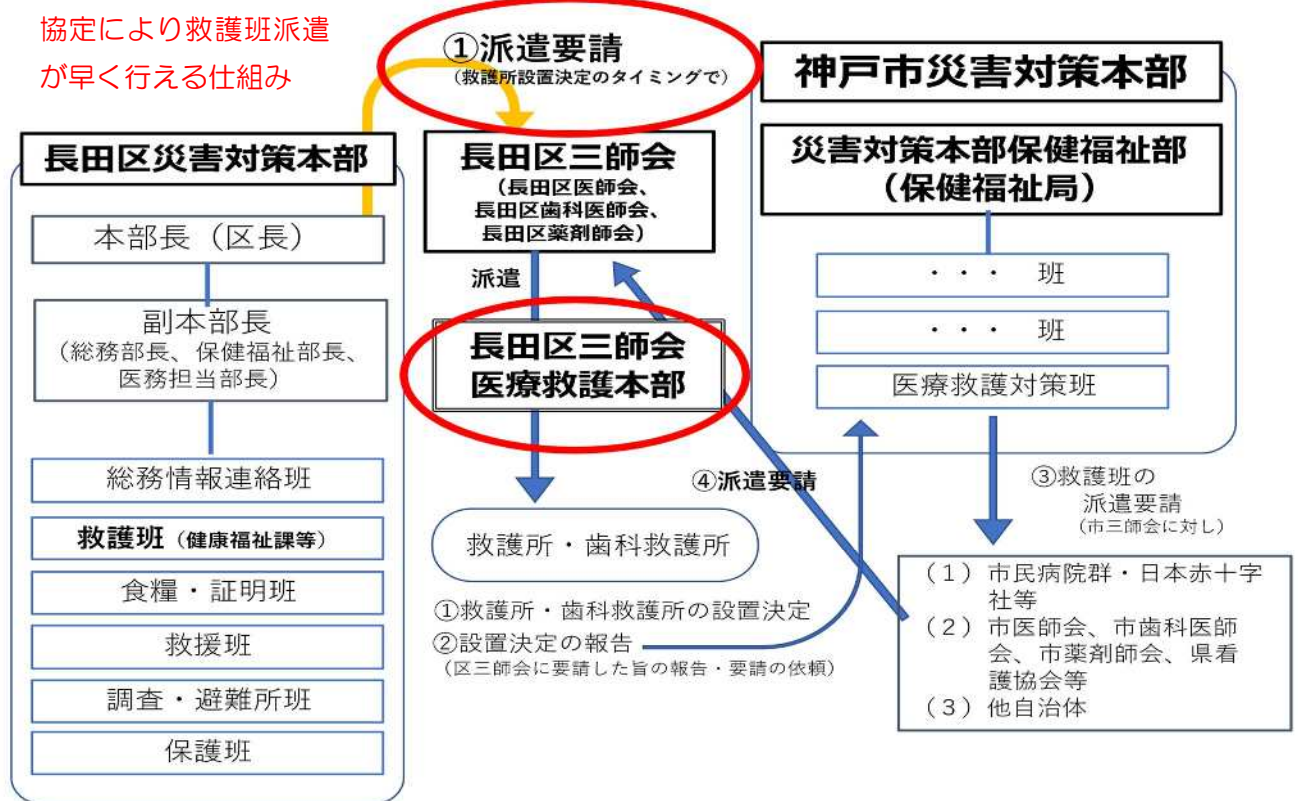 協定により救護班派遣
が早く行える仕組み
①派遣要請
(救護所設置決定のタイミングで)
神戸市災害対策本部
長田区災害対策本部
本部長（区長）
副本部長
（総務部長、保健福祉部長、
医務担当部長）
総務情報連絡班
救護班（健康福祉課等）
食糧・証明班
救援班
調査・避難所班
保護班
長田区三師会
（長田区医師会、
長田区歯科医師会、
長田区薬剤師会）
派遣
長田区三師会
医療救護本部
救護所・歯科救護所
①救護所・歯科救護所の設置決定
②設置決定の報告
（区三師会に要請した旨の報告・要請の依頼）
災害対策本部保健福祉部
（保健福祉局）
・・・　班
・・・　班
医療救護対策班
④派遣要請
③救護班の
派遣要請
（市三師会に対し）
（１）市民病院群・日本赤十字
社等
（２）市医師会、市歯科医師
会、市薬剤師会、県看
護協会等
（３）他自治体